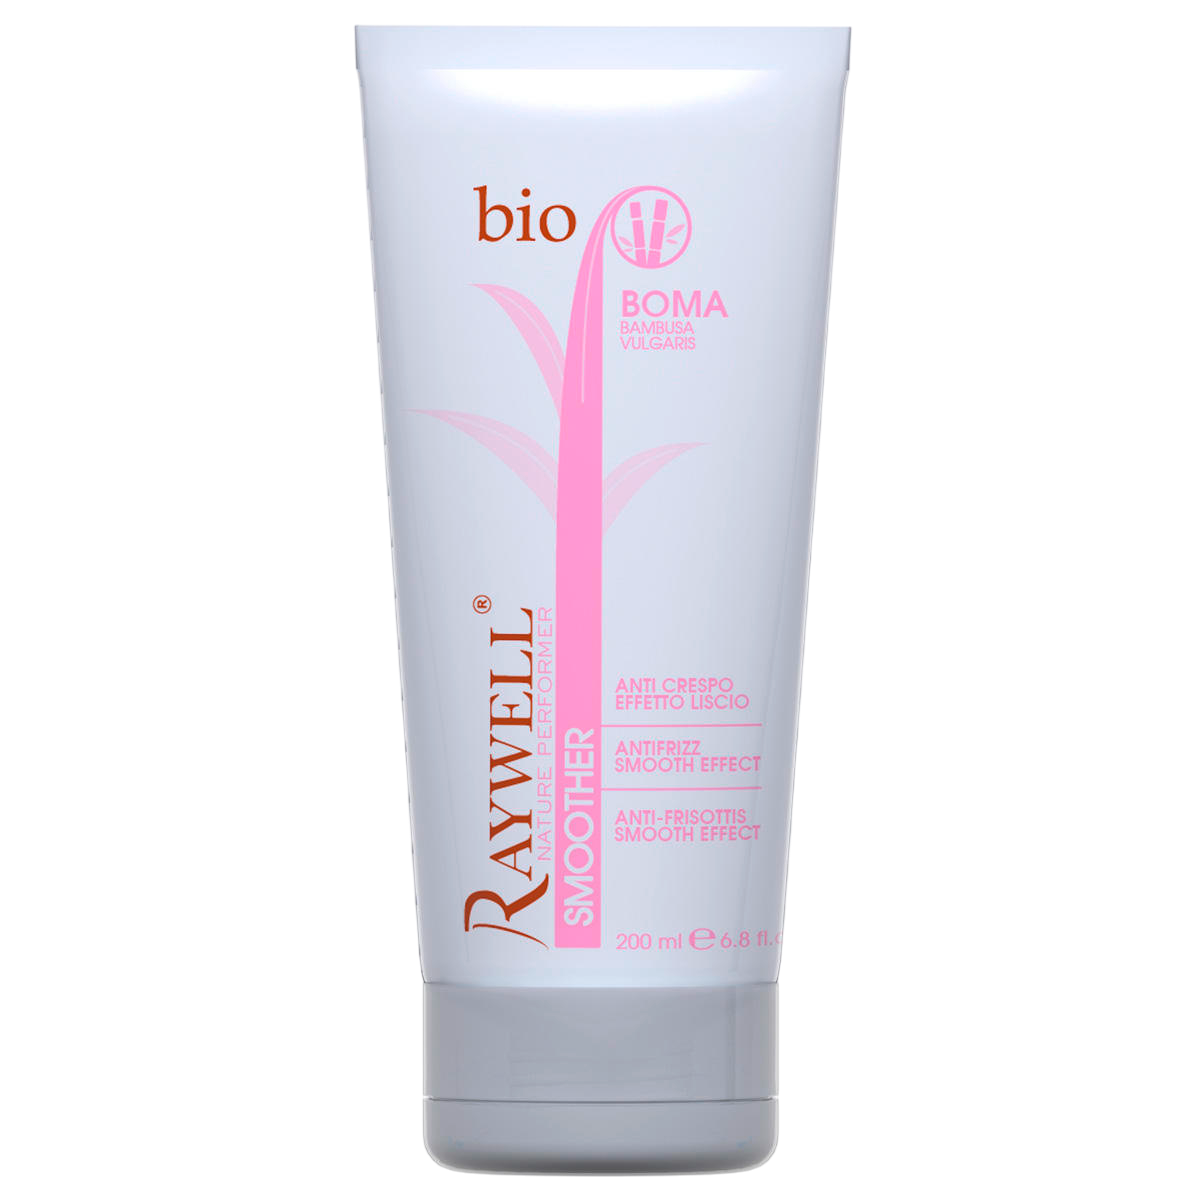 bio
BOMA
BAMBUSA
VULGARIS
RAYWELL®
NATURE PERFORMER
SMOOTHER
ANTI CRESPO
EFFETTO LISCIO
ANTIFRIZZ
SMOOTH EFFECT
ANTI-FRISOTTIS
SMOOTH EFFECT
200 ml ℮ 6.8 fl.